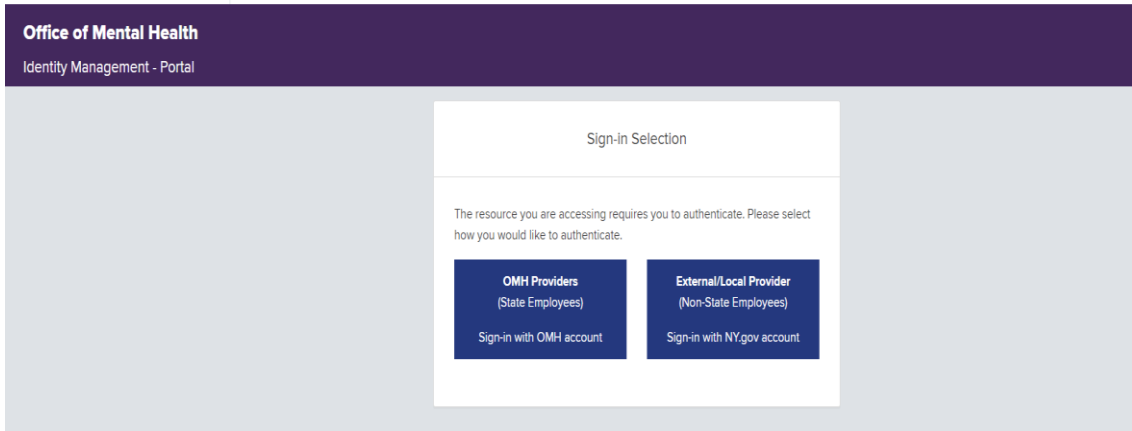 Office of Mental Health
Identity Management - Portal
Sign-in Selection
The resource you are accessing requires you to authenticate. Please select
how you would like to authenticate.
OMH Providers
(State Employees)
Sign-in with OMH account
External/Local Provider
(Non-State Employees)
Sign-in with NY.gov account